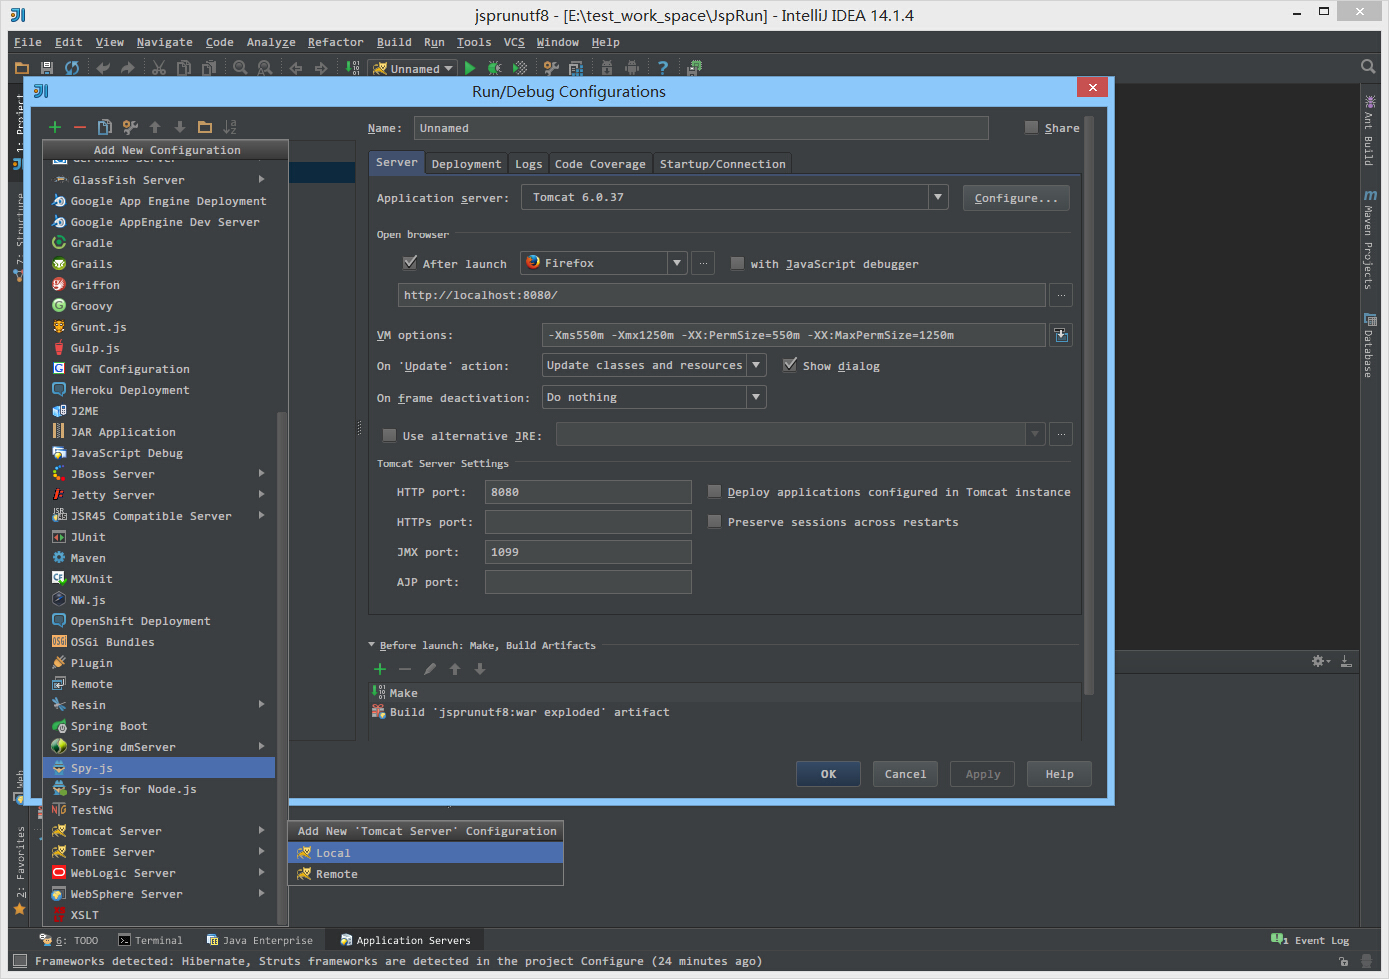 jsprunutf8 - [E:\test_work_space\JspRun] - IntelliJ IDEA 14.1.4
File Edit View Navigate Code Analyze Refactor Build Run Tools VCS Window Help
Unnamed
Run/Debug Configurations
1: Project
7: Structure
Web
2: Favorites
Add New Configuration
Geronimo Server
GlassFish Server
Google App Engine Deployment
Google AppEngine Dev Server
Gradle
Grails
Griffon
Groovy
Grunt.js
Gulp.js
GWT Configuration
Heroku Deployment
J2ME
JAR Application
JavaScript Debug
JBoss Server
Jetty Server
JSR45 Compatible Server
JUnit
Maven
MXUnit
NW.js
OpenShift Deployment
OSGi Bundles
Plugin
Remote
Resin
Spring Boot
Spring dmServer
Spy-js
Spy-js for Node.js
TestNG
Tomcat Server
TomEE Server
WebLogic Server
WebSphere Server
XSLT
Add New 'Tomcat Server' Configuration
Local
Remote
Name: Unnamed Share
Server Deployment Logs Code Coverage Startup/Connection
Application server: Tomcat 6.0.37 Configure...
Open browser
After launch Firefox ... with JavaScript debugger
http://localhost:8080/ ...
VM options: -Xms550m -Xmx1250m -XX:PermSize=550m -XX:MaxPermSize=1250m
On 'Update' action: Update classes and resources Show dialog
On frame deactivation: Do nothing
Use alternative JRE: ...
Tomcat Server Settings
HTTP port: 8080 Deploy applications configured in Tomcat instance
HTTPs port: Preserve sessions across restarts
JMX port: 1099
AJP port:
Before launch: Make, Build Artifacts
Make
Build 'jsprunutf8:war exploded' artifact
OK Cancel Apply Help
Ant Build
Maven Projects
Database
6: TODO Terminal Java Enterprise Application Servers 1 Event Log
Frameworks detected: Hibernate, Struts frameworks are detected in the project Configure (24 minutes ago)